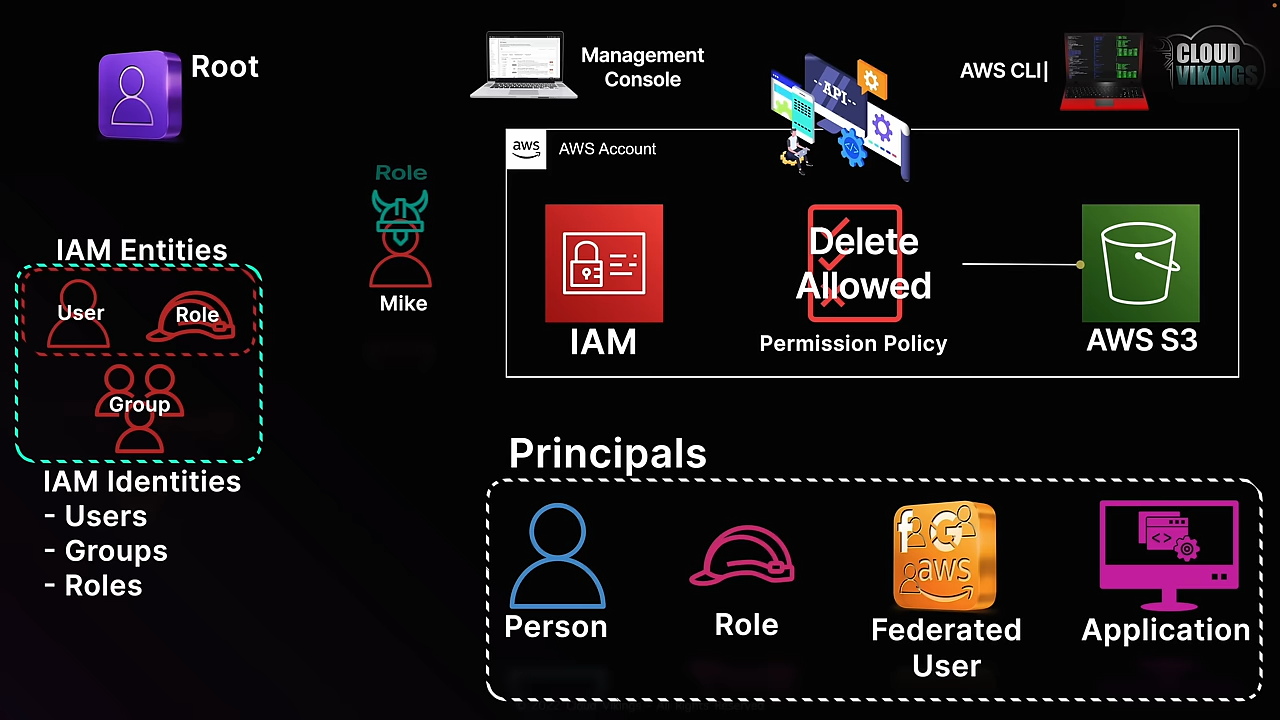 Root
Management
Console
--API--
AWS CLI|
CLOUD
VIKINGS
aws
AWS Account
Role
Mike
IAM
Delete
Allowed
Permission Policy
AWS S3
IAM Entities
User
Role
Group
IAM Identities
- Users
- Groups
- Roles
Principals
Person
Role
f G
aws
Federated
User
</>
Application